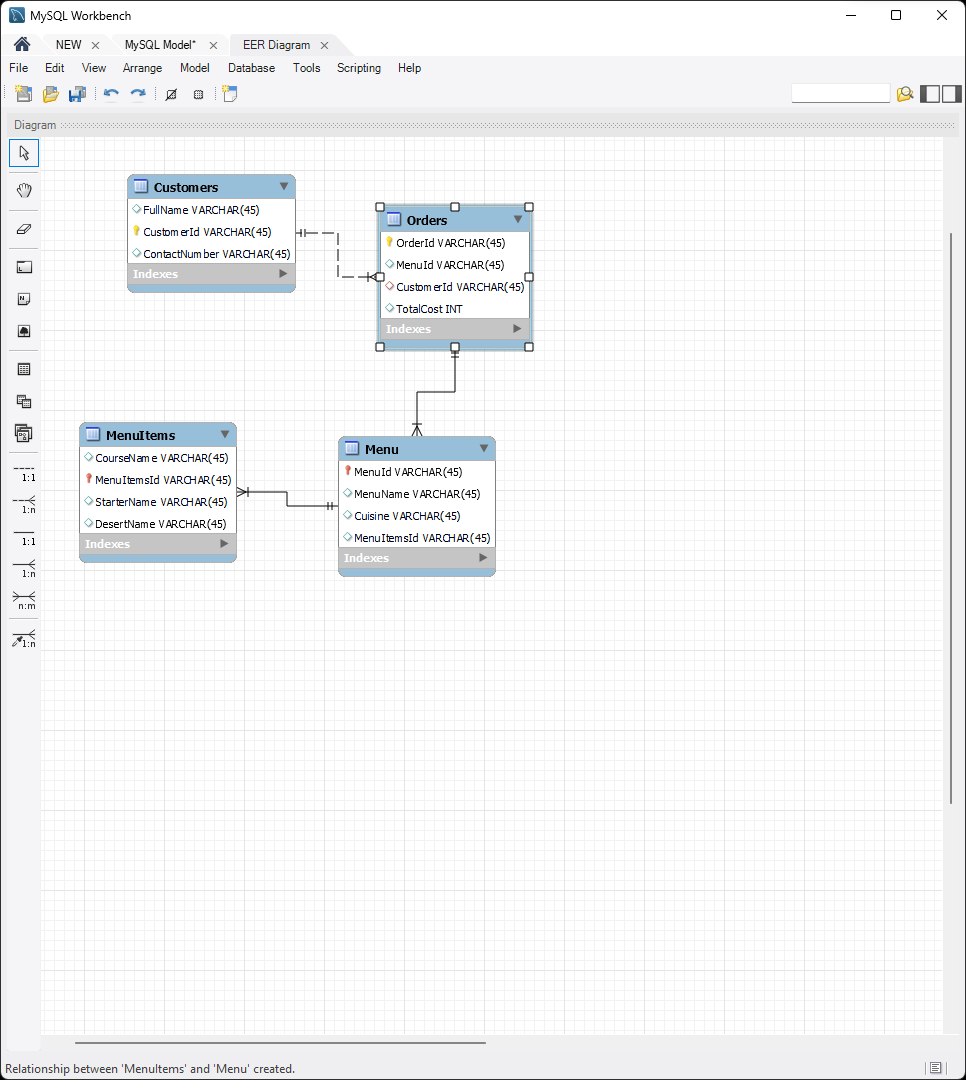 MySQL Workbench
NEW
MySQL Model*
EER Diagram
File Edit View Arrange Model Database Tools Scripting Help
Diagram
Customers
FullName VARCHAR(45)
CustomerId VARCHAR(45)
ContactNumber VARCHAR(45)
Indexes
Orders
OrderId VARCHAR(45)
MenuId VARCHAR(45)
CustomerId VARCHAR(45)
TotalCost INT
Indexes
MenuItems
CourseName VARCHAR(45)
MenuItemsId VARCHAR(45)
StarterName VARCHAR(45)
DesertName VARCHAR(45)
Indexes
Menu
MenuId VARCHAR(45)
MenuName VARCHAR(45)
Cuisine VARCHAR(45)
MenuItemsId VARCHAR(45)
Indexes
1:1
1:n
1:1
1:n
n:m
1:n
Relationship between 'MenuItems' and 'Menu' created.